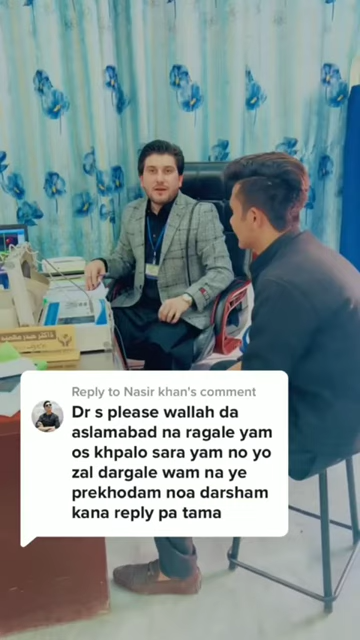 Reply to Nasir khan's comment
Dr s please wallah da
aslamabad na ragale yam
os khpalo sara yam no yo
zal dargale wam na ye
prekhodam noa darsham
kana reply pa tama